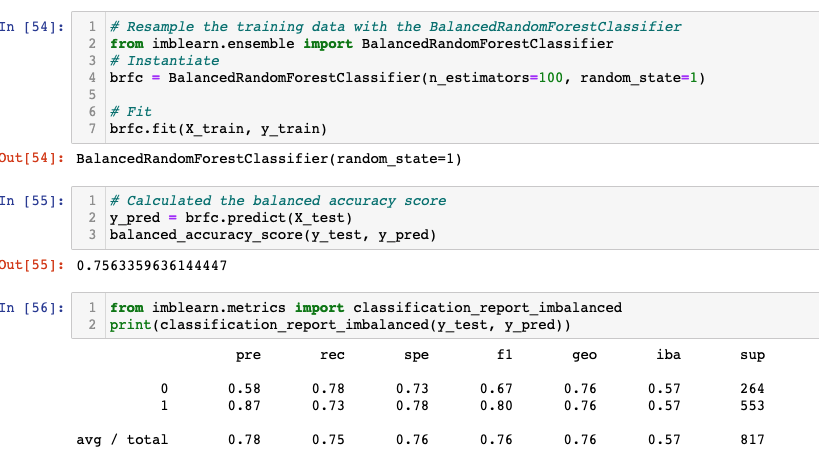 In [54]: 1 # Resample the training data with the BalancedRandomForestClassifier
2 from imblearn.ensemble import BalancedRandomForestClassifier
3 # Instantiate
4 brfc = BalancedRandomForestClassifier(n_estimators=100, random_state=1)
5
6 # Fit
7 brfc.fit(X_train, y_train)
Out[54]: BalancedRandomForestClassifier(random_state=1)
In [55]: 1 # Calculated the balanced accuracy score
2 y_pred = brfc.predict(X_test)
3 balanced_accuracy_score(y_test, y_pred)
Out[55]: 0.7563359636144447
In [56]: 1 from imblearn.metrics import classification_report_imbalanced
2 print(classification_report_imbalanced(y_test, y_pred))
pre rec spe f1 geo iba sup
0 0.58 0.78 0.73 0.67 0.76 0.57 264
1 0.87 0.73 0.78 0.80 0.76 0.57 553
avg / total 0.78 0.75 0.76 0.76 0.76 0.57 817